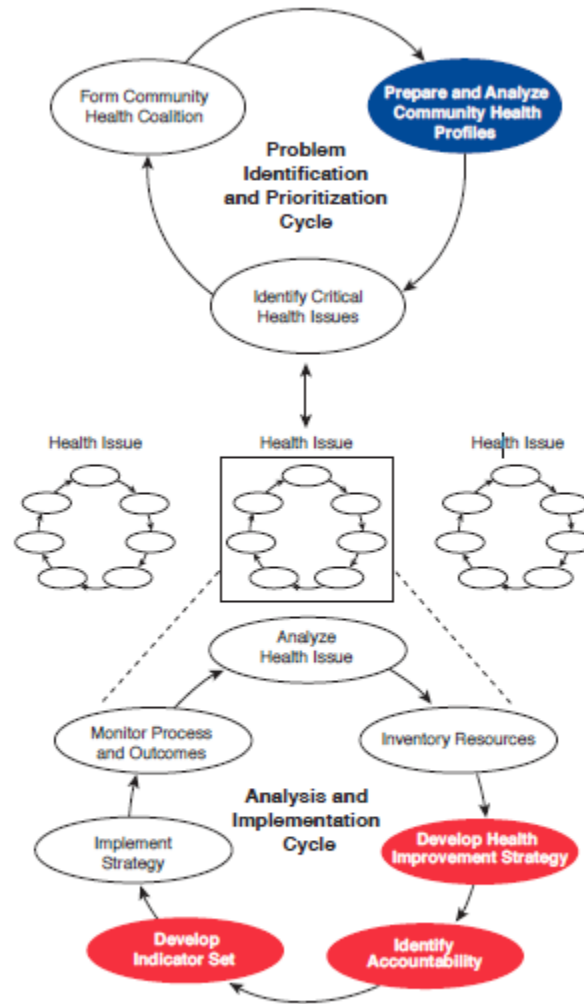 Form Community
Health Coalition
Prepare and Analyze
Community Health
Profiles
Problem
Identification
and Prioritization
Cycle
Identify Critical
Health Issues
Health Issue
Health Issue
Health Issue
Analyze
Health Issue
Monitor Process
and Outcomes
Inventory Resources
Analysis and
Implementation
Cycle
Implement
Strategy
Develop Health
Improvement Strategy
Develop
Indicator Set
Identify
Accountability